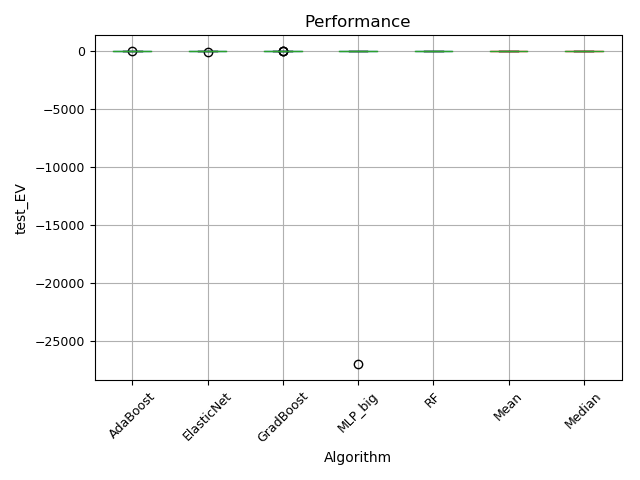 Performance
0
−5000
−10000
−15000
−20000
−25000
test_EV
AdaBoost
ElasticNet
GradBoost
MLP_big
RF
Mean
Median
Algorithm